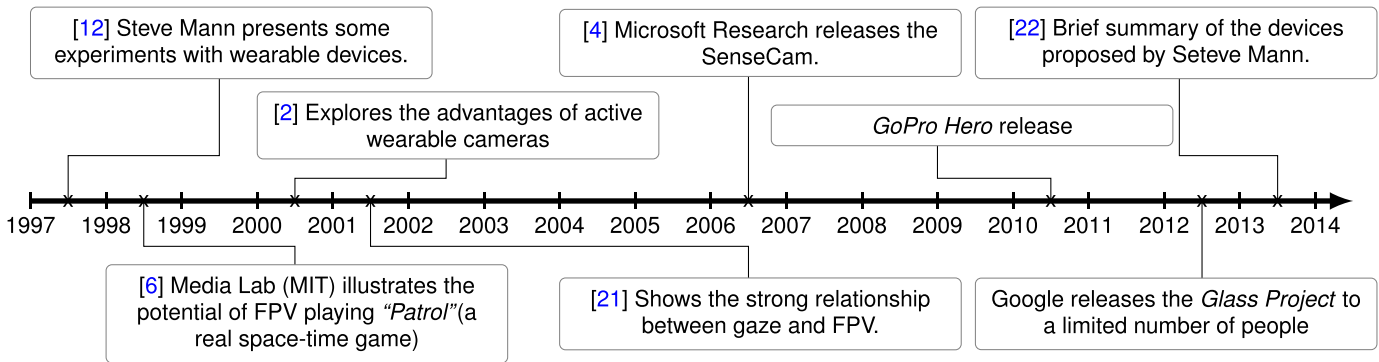 [12] Steve Mann presents some
experiments with wearable devices.
[4] Microsoft Research releases the
SenseCam.
[22] Brief summary of the devices
proposed by Seteve Mann.
[2] Explores the advantages of active
wearable cameras
GoPro Hero release
1997 1998 1999 2000 2001 2002 2003 2004 2005 2006 2007 2008 2009 2010 2011 2012 2013 2014
[6] Media Lab (MIT) illustrates the
potential of FPV playing “Patrol”(a
real space-time game)
[21] Shows the strong relationship
between gaze and FPV.
Google releases the Glass Project to
a limited number of people